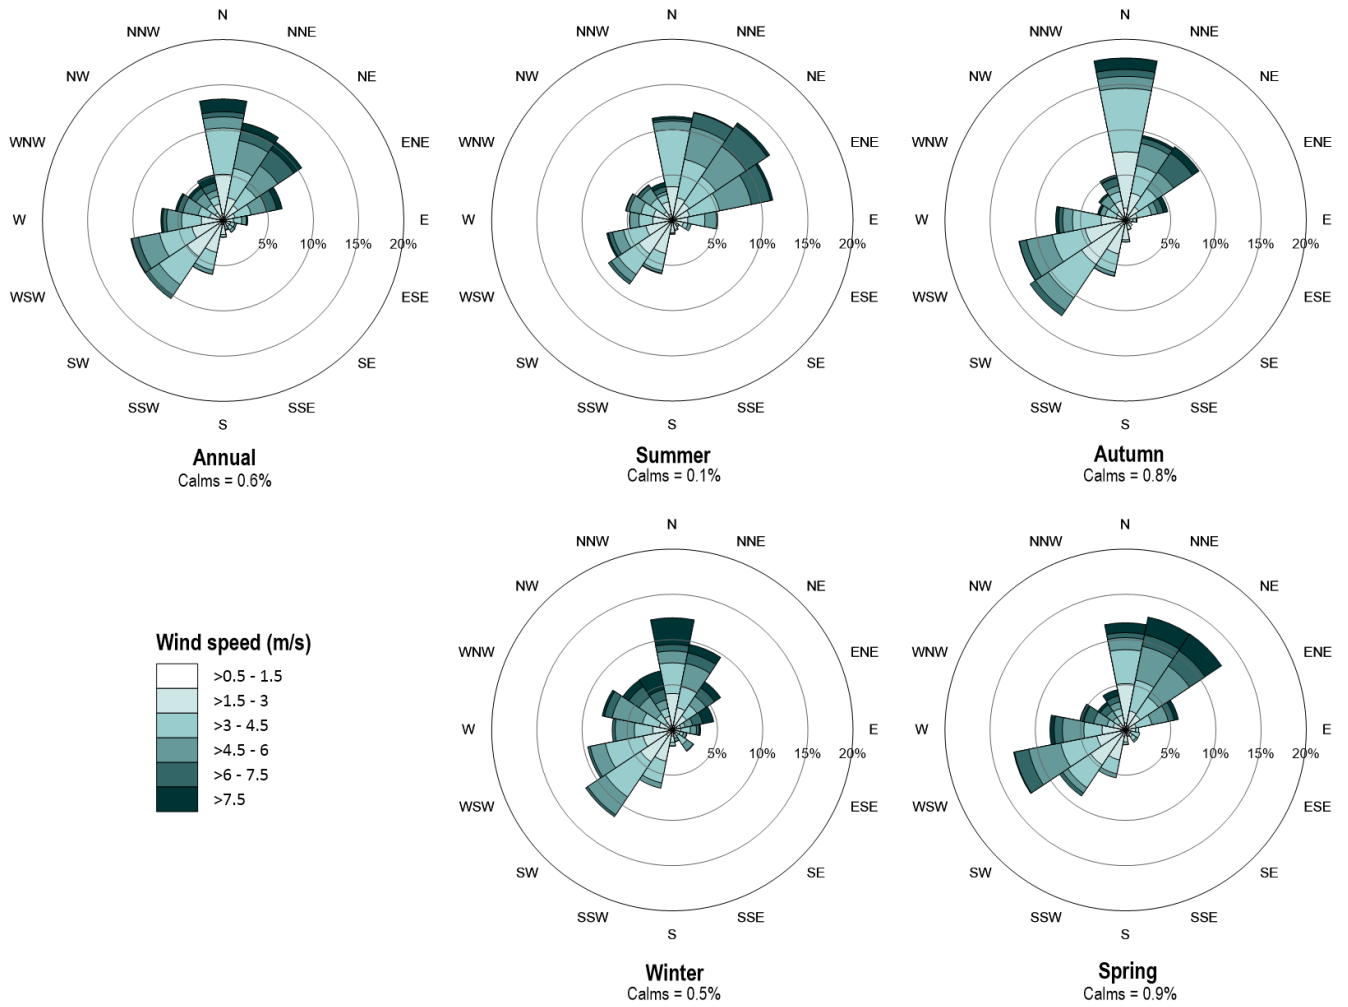 N
NNW NNE
NW NE
WNW ENE
W E
5% 10% 15% 20%
WSW ESE
SW SE
SSW SSE
S
Annual
Calms = 0.6%
N
NNW NNE
NW NE
WNW ENE
W E
5% 10% 15% 20%
WSW ESE
SW SE
SSW SSE
S
Summer
Calms = 0.1%
N
NNW NNE
NW NE
WNW ENE
W E
5% 10% 15% 20%
WSW ESE
SW SE
SSW SSE
S
Autumn
Calms = 0.8%
Wind speed (m/s)
>0.5 - 1.5
>1.5 - 3
>3 - 4.5
>4.5 - 6
>6 - 7.5
>7.5
N
NNW NNE
NW NE
WNW ENE
W E
5% 10% 15% 20%
WSW ESE
SW SE
SSW SSE
S
Winter
Calms = 0.5%
N
NNW NNE
NW NE
WNW ENE
W E
5% 10% 15% 20%
WSW ESE
SW SE
SSW SSE
S
Spring
Calms = 0.9%